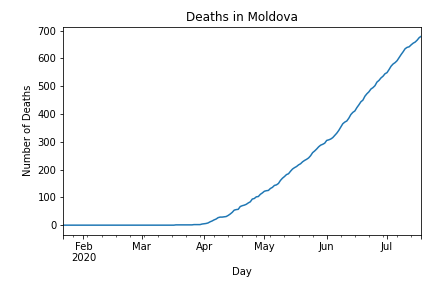 Deaths in Moldova
700
600
500
400
300
200
100
0
Number of Deaths
Feb
2020
Mar
Apr
May
Jun
Jul
Day